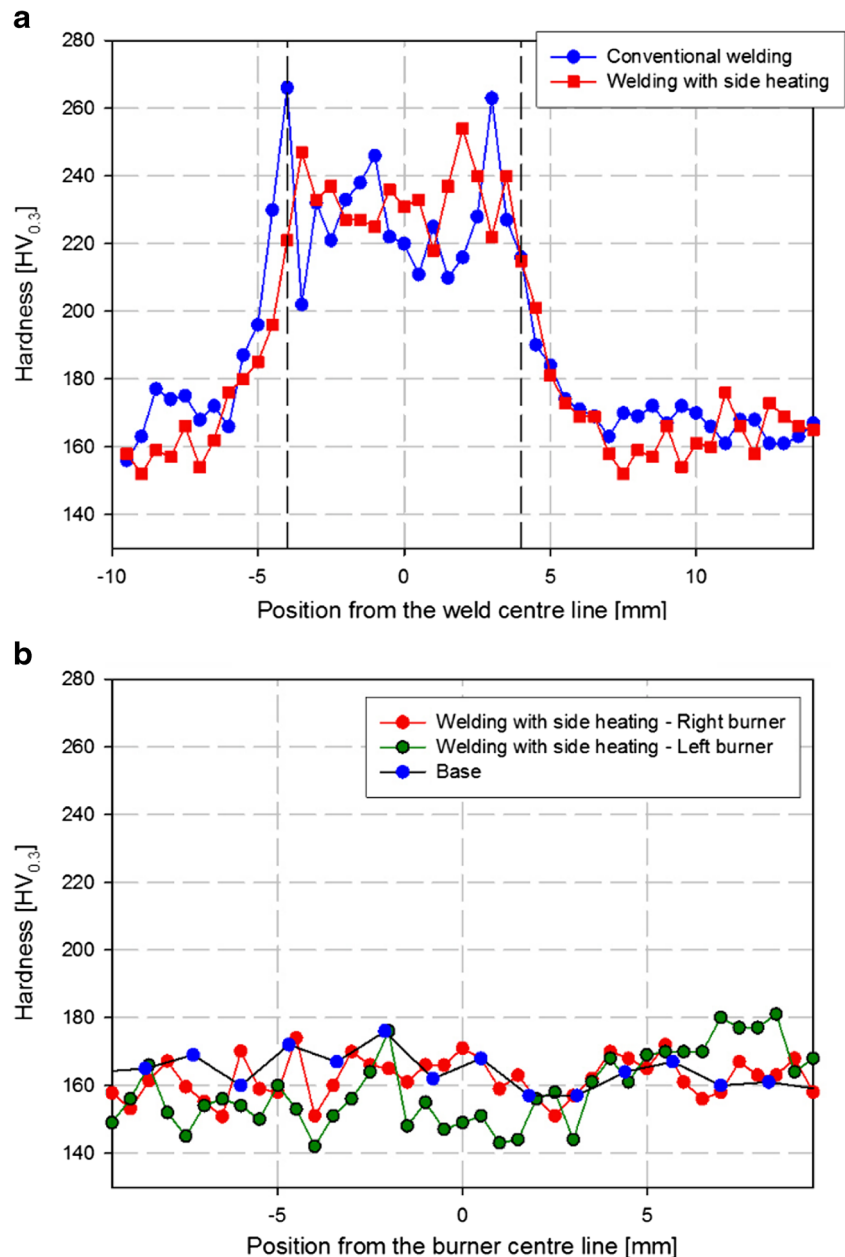 a
280
260
240
220
200
180
160
140
Hardness [HV0.3]
Conventional welding
Welding with side heating
-10 -5 0 5 10
Position from the weld centre line [mm]
b
280
260
240
220
200
180
160
140
Hardness [HV0.3]
Welding with side heating - Right burner
Welding with side heating - Left burner
Base
-5 0 5
Position from the burner centre line [mm]